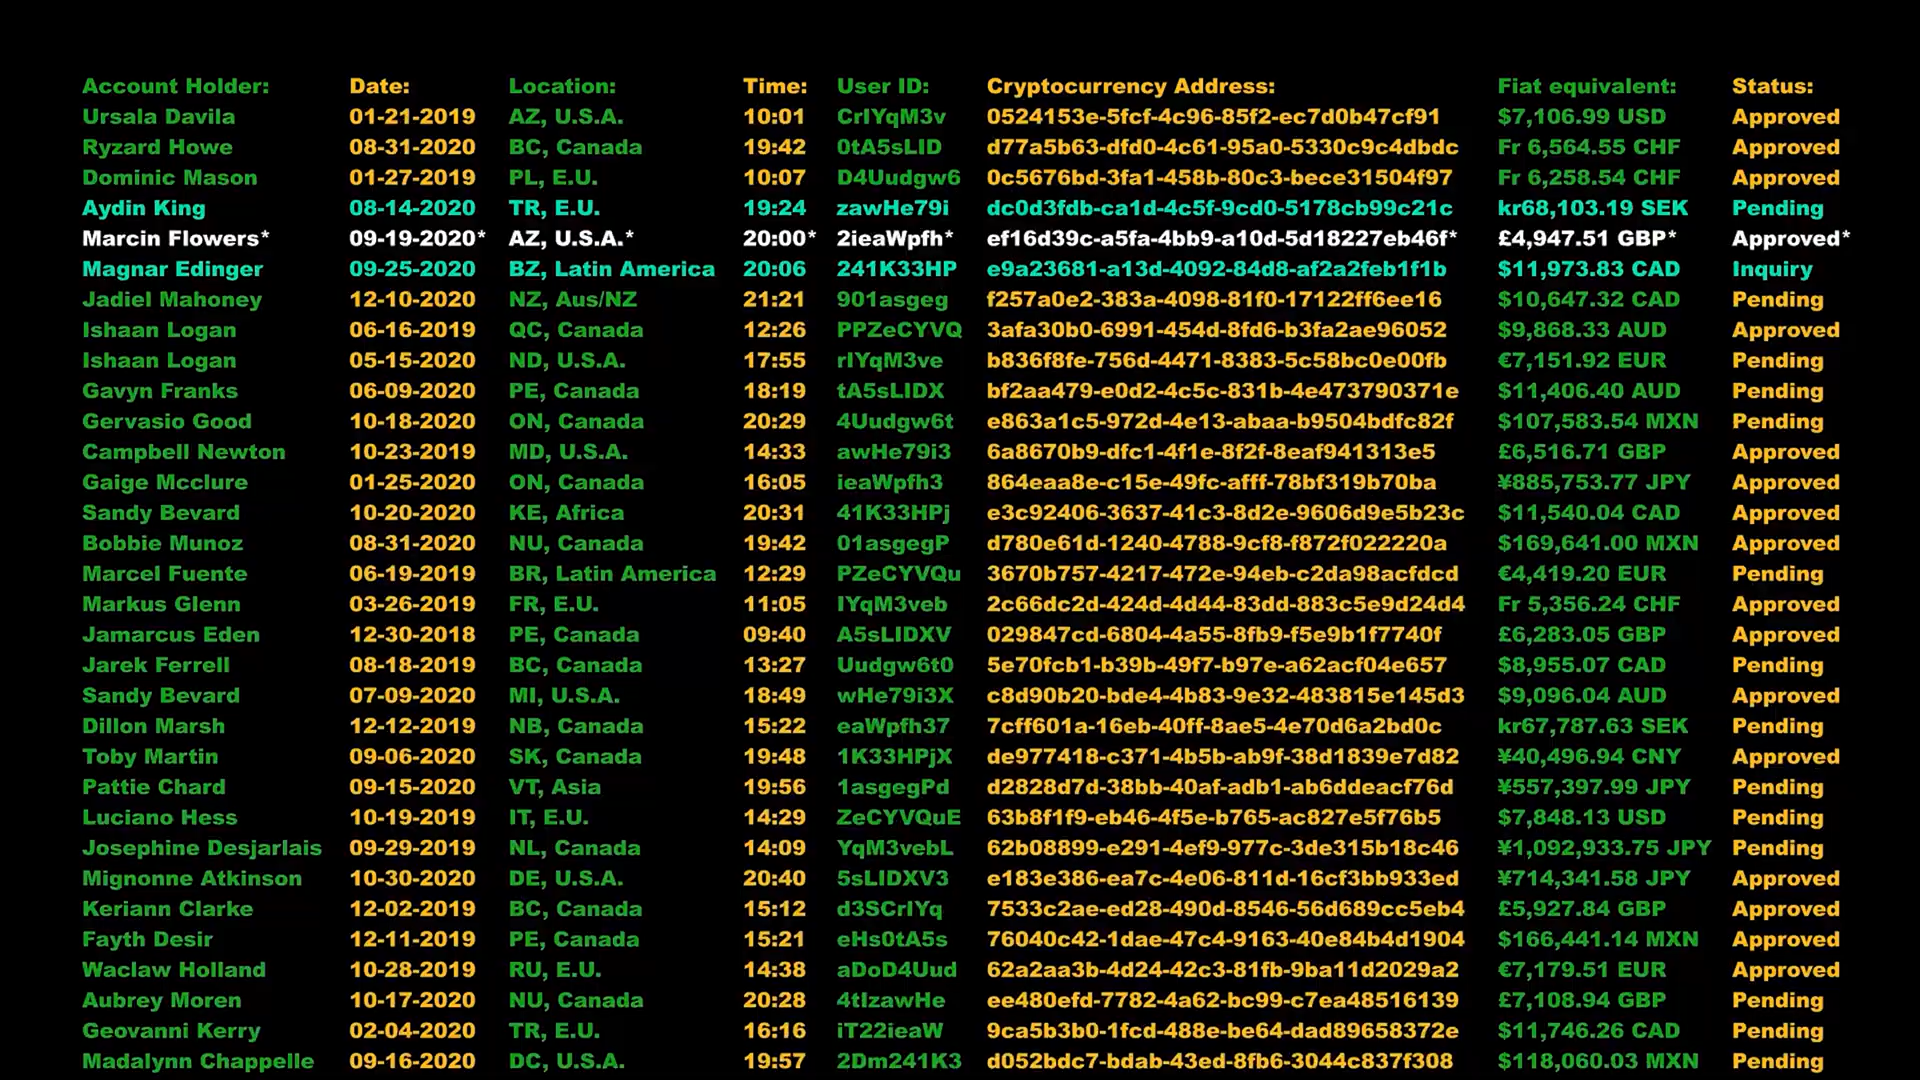 Account Holder: Date: Location: Time: User ID: Cryptocurrency Address: Fiat equivalent: Status:
Ursala Davila 01-21-2019 AZ, U.S.A. 10:01 CrIYqM3v 0524153e-5fcf-4c96-85f2-ec7d0b47cf91 $7,106.99 USD Approved
Ryzard Howe 08-31-2020 BC, Canada 19:42 0tA5sLID d77a5b63-dfd0-4c61-95a0-5330c9c4dbdc Fr 6,564.55 CHF Approved
Dominic Mason 01-27-2019 PL, E.U. 10:07 D4Uudgw6 0c5676bd-3fa1-458b-80c3-bece31504f97 Fr 6,258.54 CHF Approved
Aydin King 08-14-2020 TR, E.U. 19:24 zawHe79i dc0d3fdb-ca1d-4c5f-9cd0-5178cb99c21c kr68,103.19 SEK Pending
Marcin Flowers* 09-19-2020* AZ, U.S.A.* 20:00* 2ieaWpfh* ef16d39c-a5fa-4bb9-a10d-5d18227eb46f* £4,947.51 GBP* Approved*
Magnar Edinger 09-25-2020 BZ, Latin America 20:06 241K33HP e9a23681-a13d-4092-84d8-af2a2feb1f1b $11,973.83 CAD Inquiry
Jadiel Mahoney 12-10-2020 NZ, Aus/NZ 21:21 901asgeg f257a0e2-383a-4098-81f0-17122ff6ee16 $10,647.32 CAD Pending
Ishaan Logan 06-16-2019 QC, Canada 12:26 PPZeCYVQ 3afa30b0-6991-454d-8fd6-b3fa2ae96052 $9,868.33 AUD Approved
Ishaan Logan 05-15-2020 ND, U.S.A. 17:55 rIYqM3ve b836f8fe-756d-4471-8383-5c58bc0e00fb €7,151.92 EUR Pending
Gavyn Franks 06-09-2020 PE, Canada 18:19 tA5sLIDX bf2aa479-e0d2-4c5c-831b-4e473790371e $11,406.40 AUD Pending
Gervasio Good 10-18-2020 ON, Canada 20:29 4Uudgw6t e863a1c5-972d-4e13-abaa-b9504bdfc82f $107,583.54 MXN Pending
Campbell Newton 10-23-2019 MD, U.S.A. 14:33 awHe79i3 6a8670b9-dfc1-4f1e-8f2f-8eaf941313e5 £6,516.71 GBP Approved
Gaige Mcclure 01-25-2020 ON, Canada 16:05 ieaWpfh3 864eaa8e-c15e-49fc-afff-78bf319b70ba ¥885,753.77 JPY Approved
Sandy Bevard 10-20-2020 KE, Africa 20:31 41K33HPj e3c92406-3637-41c3-8d2e-9606d9e5b23c $11,540.04 CAD Approved
Bobbie Munoz 08-31-2020 NU, Canada 19:42 01asgegP d780e61d-1240-4788-9cf8-f872f022220a $169,641.00 MXN Approved
Marcel Fuente 06-19-2019 BR, Latin America 12:29 PZeCYVQu 3670b757-4217-472e-94eb-c2da98acfdcd €4,419.20 EUR Pending
Markus Glenn 03-26-2019 FR, E.U. 11:05 IYqM3veb 2c66dc2d-424d-4d44-83dd-883c5e9d24d4 Fr 5,356.24 CHF Approved
Jamarcus Eden 12-30-2018 PE, Canada 09:40 A5sLIDXV 029847cd-6804-4a55-8fb9-f5e9b1f7740f £6,283.05 GBP Approved
Jarek Ferrell 08-18-2019 BC, Canada 13:27 Uudgw6t0 5e70fcb1-b39b-49f7-b97e-a62acf04e657 $8,955.07 CAD Pending
Sandy Bevard 07-09-2020 MI, U.S.A. 18:49 wHe79i3X c8d90b20-bde4-4b83-9e32-483815e145d3 $9,096.04 AUD Approved
Dillon Marsh 12-12-2019 NB, Canada 15:22 eaWpfh37 7cff601a-16eb-40ff-8ae5-4e70d6a2bd0c kr67,787.63 SEK Pending
Toby Martin 09-06-2020 SK, Canada 19:48 1K33HPjX de977418-c371-4b5b-ab9f-38d1839e7d82 ¥40,496.94 CNY Approved
Pattie Chard 09-15-2020 VT, Asia 19:56 1asgegPd d2828d7d-38bb-40af-adb1-ab6ddeacf76d ¥557,397.99 JPY Pending
Luciano Hess 10-19-2019 IT, E.U. 14:29 ZeCYVQuE 63b8f1f9-eb46-4f5e-b765-ac827e5f76b5 $7,848.13 USD Pending
Josephine Desjarlais 09-29-2019 NL, Canada 14:09 YqM3vebL 62b08899-e291-4ef9-977c-3de315b18c46 ¥1,092,933.75 JPY Pending
Mignonne Atkinson 10-30-2020 DE, U.S.A. 20:40 5sLIDXV3 e183e386-ea7c-4e06-811d-16cf3bb933ed ¥714,341.58 JPY Approved
Keriann Clarke 12-02-2019 BC, Canada 15:12 d3SCrIYq 7533c2ae-ed28-490d-8546-56d689cc5eb4 £5,927.84 GBP Approved
Fayth Desir 12-11-2019 PE, Canada 15:21 eHs0tA5s 76040c42-1dae-47c4-9163-40e84b4d1904 $166,441.14 MXN Approved
Waclaw Holland 10-28-2019 RU, E.U. 14:38 aDoD4Uud 62a2aa3b-4d24-42c3-81fb-9ba11d2029a2 €7,179.51 EUR Approved
Aubrey Moren 10-17-2020 NU, Canada 20:28 4tIzawHe ee480efd-7782-4a62-bc99-c7ea48516139 £7,108.94 GBP Pending
Geovanni Kerry 02-04-2020 TR, E.U. 16:16 iT22ieaW 9ca5b3b0-1fcd-488e-be64-dad89658372e $11,746.26 CAD Pending
Madalynn Chappelle 09-16-2020 DC, U.S.A. 19:57 2Dm241K3 d052bdc7-bdab-43ed-8fb6-3044c837f308 $118,060.03 MXN Pending